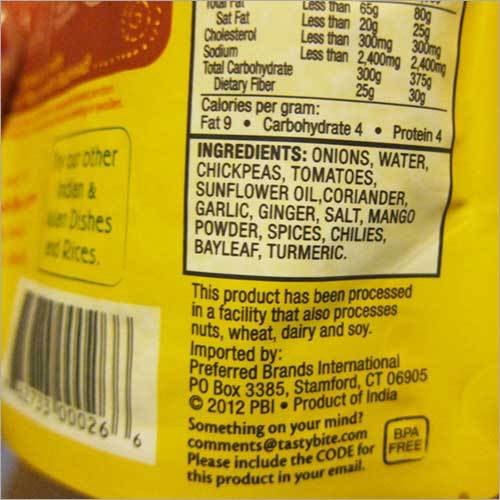 Total Fat Less than 65g 80g
Sat Fat Less than 20g 25g
Cholesterol Less than 300mg 300mg
Sodium Less than 2,400mg 2,400mg
Total Carbohydrate 300g 375g
Dietary Fiber 25g 30g
Calories per gram:
Fat 9 • Carbohydrate 4 • Protein 4
INGREDIENTS: ONIONS, WATER,
CHICKPEAS, TOMATOES,
SUNFLOWER OIL,CORIANDER,
GARLIC, GINGER, SALT, MANGO
POWDER, SPICES, CHILIES,
BAYLEAF, TURMERIC.
This product has been processed
in a facility that also processes
nuts, wheat, dairy and soy.
Imported by:
Preferred Brands International
PO Box 3385, Stamford, CT 06905
© 2012 PBI • Product of India
Something on your mind?
comments@tastybite.com
Please include the CODE for
this product in your email.
BPA
FREE
Try our other
Indian &
Asian Dishes
and Rices.
00026 6